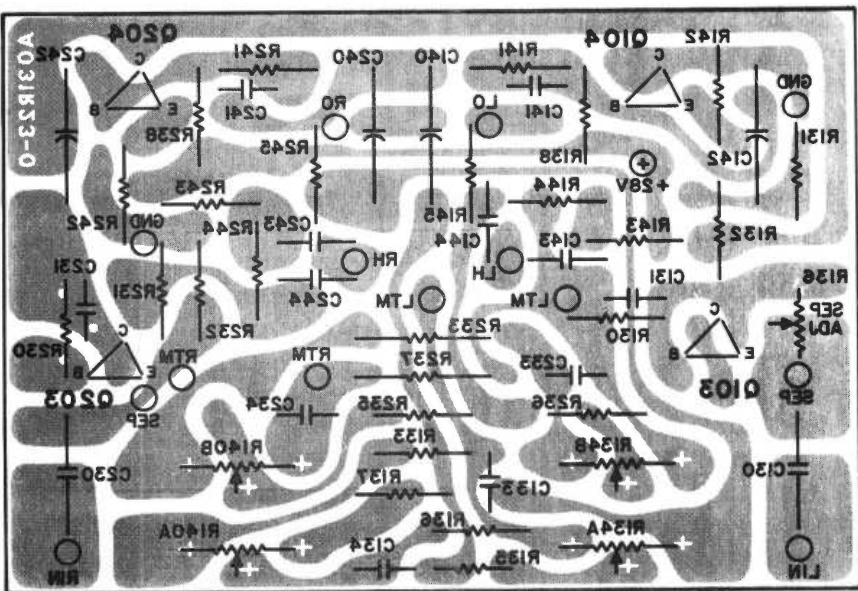 A031R23-0
C242
Q204
R241
C240
C140
R141
Q104
R142
GND
C
B
E
C241
RO
LO
C141
C
B
E
R238
R245
R138
+28V
C142
R131
R242
R243
C243
R145
C144
R144
R143
R132
GND
R244
C231
R231
R232
RH
LH
C143
C131
R136
C244
LTM
LTM
R130
SEP
ADJ
R230
C
B
E
RTM
RTM
R233
R237
C233
C
B
E
Q203
SEP
C234
R235
R236
Q103
SEP
R140B
R133
R134B
C230
R137
C133
C130
R140A
R136
R134A
C134
R135
RIN
LIN